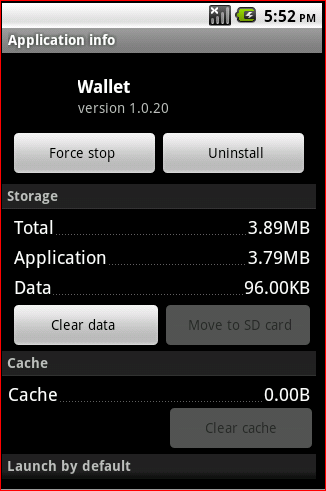 5:52 PM
Application info
Wallet
version 1.0.20
Force stop Uninstall
Storage
Total 3.89MB
Application 3.79MB
Data 96.00KB
Clear data Move to SD card
Cache
Cache 0.00B
Clear cache
Launch by default